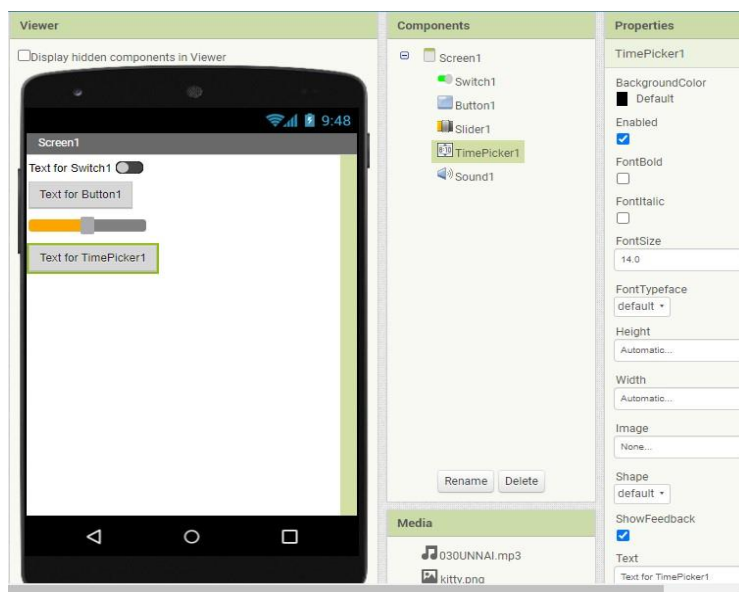 Viewer
Display hidden components in Viewer
9:48
Screen1
Text for Switch1
Text for Button1
Text for TimePicker1
Components
Screen1
Switch1
Button1
Slider1
TimePicker1
Sound1
Rename
Delete
Media
030UNNAI.mp3
kitty.png
Properties
TimePicker1
BackgroundColor
Default
Enabled
FontBold
FontItalic
FontSize
14.0
FontTypeface
default
Height
Automatic...
Width
Automatic...
Image
None...
Shape
default
ShowFeedback
Text
Text for TimePicker1